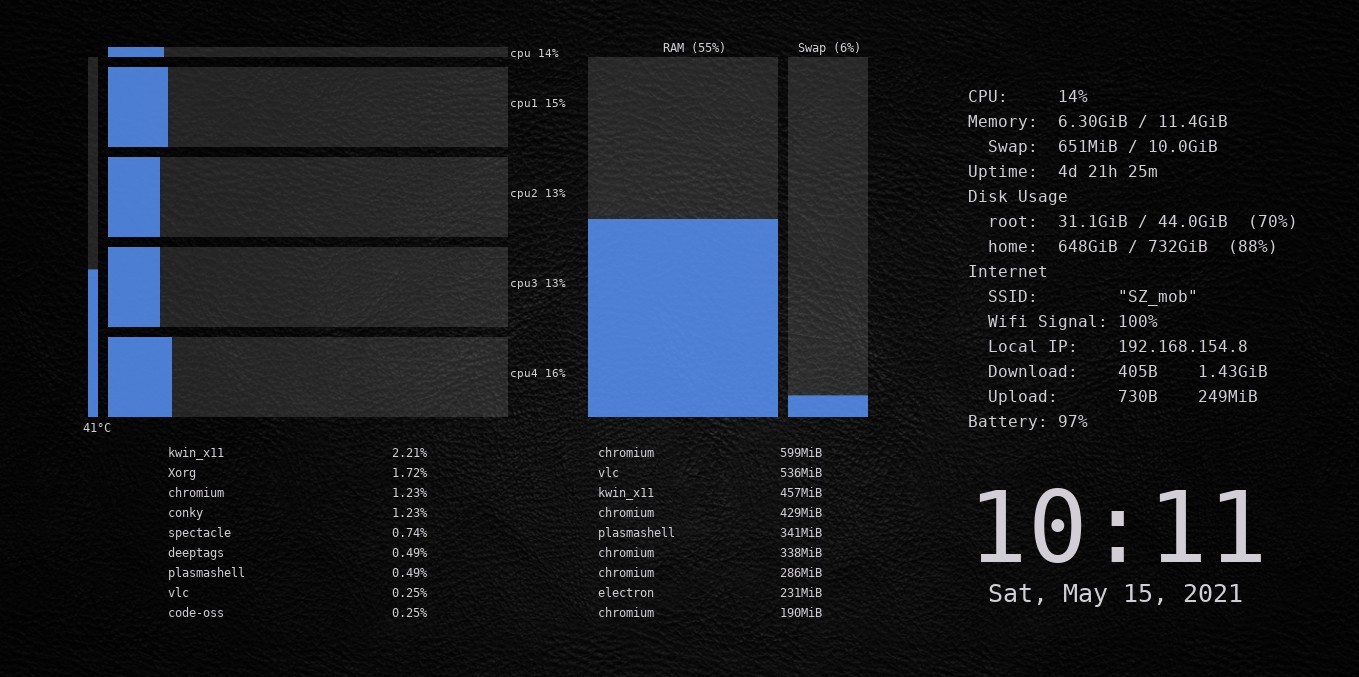 cpu 14%
cpu1 15%
cpu2 13%
cpu3 13%
cpu4 16%
41°C
RAM (55%)
Swap (6%)
kwin_x11 2.21%
Xorg 1.72%
chromium 1.23%
conky 1.23%
spectacle 0.74%
deeptags 0.49%
plasmashell 0.49%
vlc 0.25%
code-oss 0.25%
chromium 599MiB
vlc 536MiB
kwin_x11 457MiB
chromium 429MiB
plasmashell 341MiB
chromium 338MiB
chromium 286MiB
electron 231MiB
chromium 190MiB
CPU: 14%
Memory: 6.30GiB / 11.4GiB
Swap: 651MiB / 10.0GiB
Uptime: 4d 21h 25m
Disk Usage
root: 31.1GiB / 44.0GiB (70%)
home: 648GiB / 732GiB (88%)
Internet
SSID: "SZ_mob"
Wifi Signal: 100%
Local IP: 192.168.154.8
Download: 405B 1.43GiB
Upload: 730B 249MiB
Battery: 97%
10:11
Sat, May 15, 2021